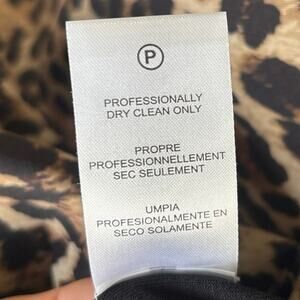 P
PROFESSIONALLY
DRY CLEAN ONLY
PROPRE
PROFESSIONNELLEMENT
SEC SEULEMENT
UMPIA
PROFESIONALMENTE EN
SECO SOLAMENTE